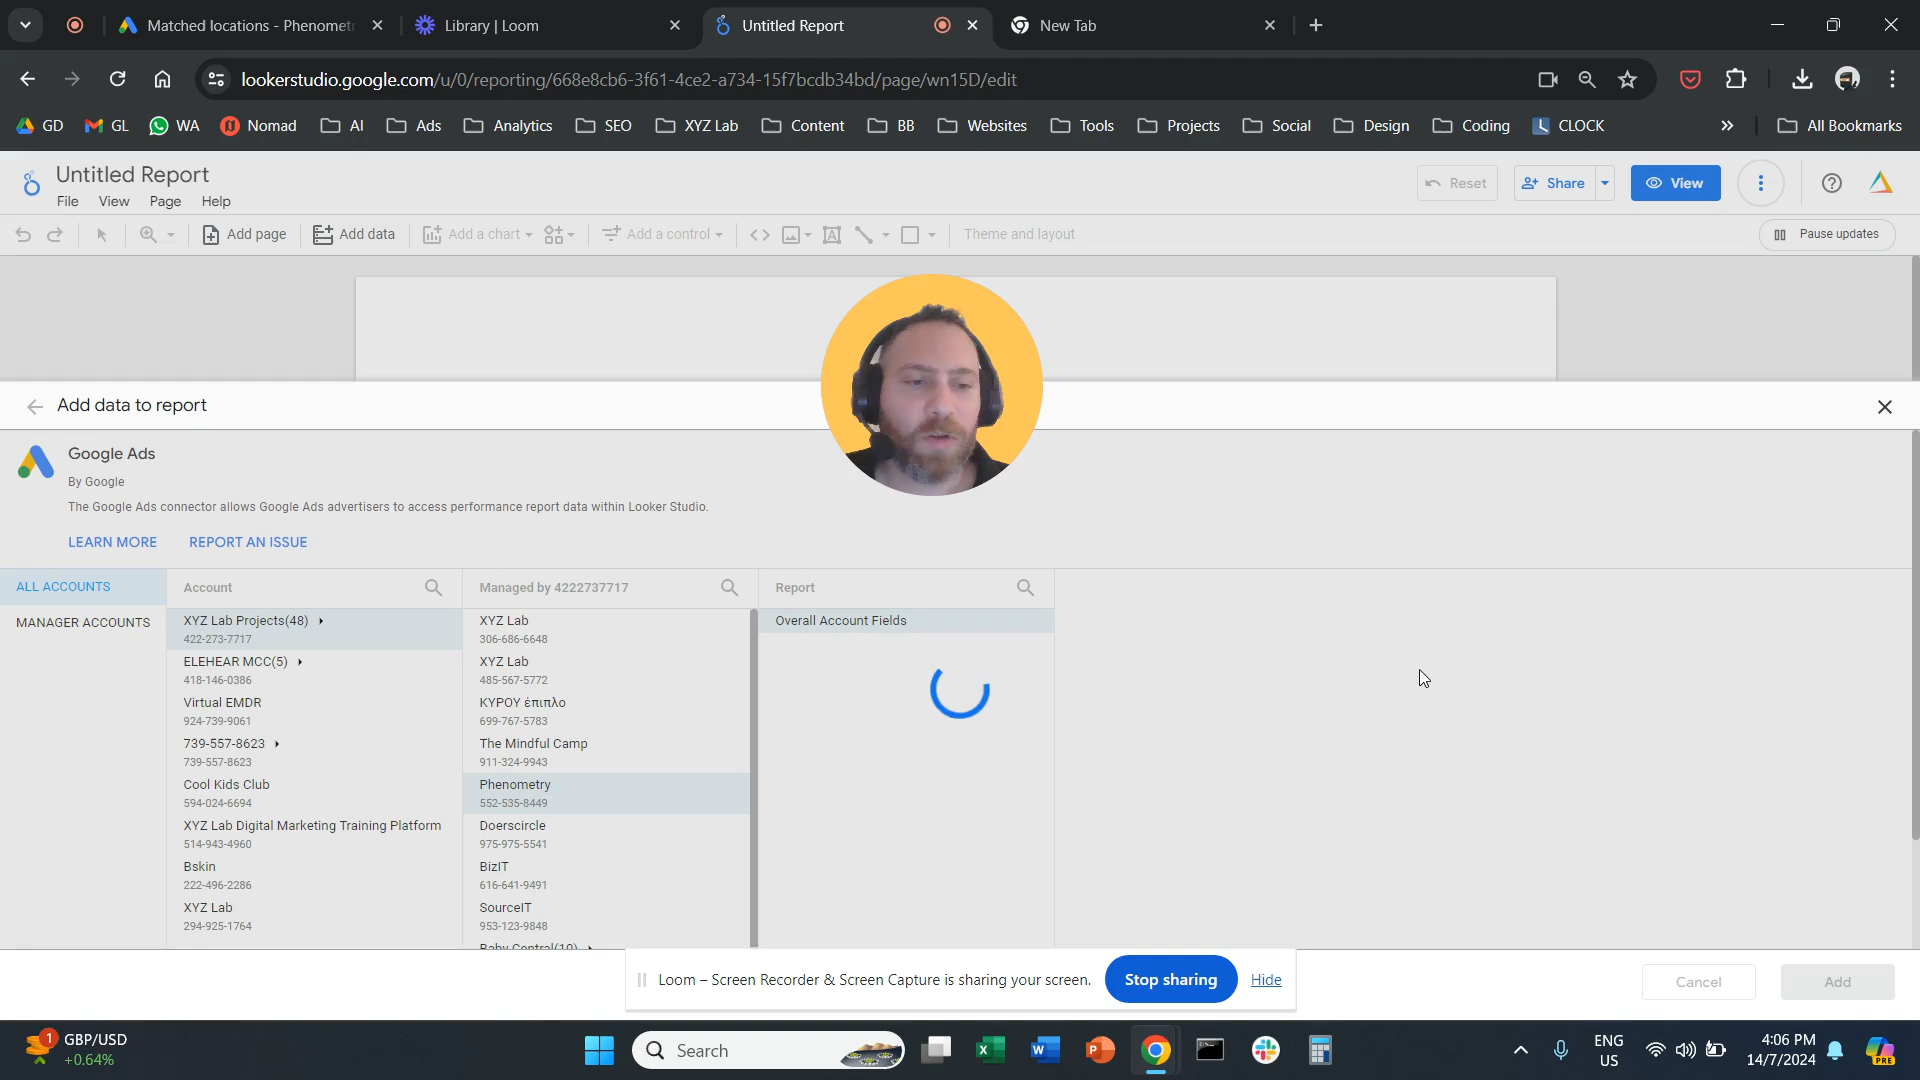 Matched locations - Phenometr
Library | Loom
Untitled Report
New Tab
lookerstudio.google.com/u/0/reporting/668e8cb6-3f61-4ce2-a734-15f7bcdb34bd/page/wn15D/edit
GD
GL
WA
Nomad
AI
Ads
Analytics
SEO
XYZ Lab
Content
BB
Websites
Tools
Projects
Social
Design
Coding
CLOCK
All Bookmarks
Untitled Report
File View Page Help
Reset
Share
View
Add page
Add data
Add a chart
Add a control
Theme and layout
Pause updates
Add data to report
Google Ads
By Google
The Google Ads connector allows Google Ads advertisers to access performance report data within Looker Studio.
LEARN MORE
REPORT AN ISSUE
ALL ACCOUNTS
MANAGER ACCOUNTS
Account
XYZ Lab Projects(48)
422-273-7717
ELEHEAR MCC(5)
418-146-0386
Virtual EMDR
924-739-9061
739-557-8623
739-557-8623
Cool Kids Club
594-024-6694
XYZ Lab Digital Marketing Training Platform
514-943-4960
Bskin
222-496-2286
XYZ Lab
294-925-1764
Managed by 4222737717
XYZ Lab
306-686-6648
XYZ Lab
485-567-5772
ΚΥΡΟΥ έπιπλο
699-767-5783
The Mindful Camp
911-324-9943
Phenometry
552-535-8449
Doerscircle
975-975-5541
BizIT
616-641-9491
SourceIT
953-123-9848
Baby Central(10)
Report
Overall Account Fields
Loom – Screen Recorder & Screen Capture is sharing your screen.
Stop sharing
Hide
Cancel
Add
1
GBP/USD
+0.64%
Search
ENG
US
4:06 PM
14/7/2024
PRE